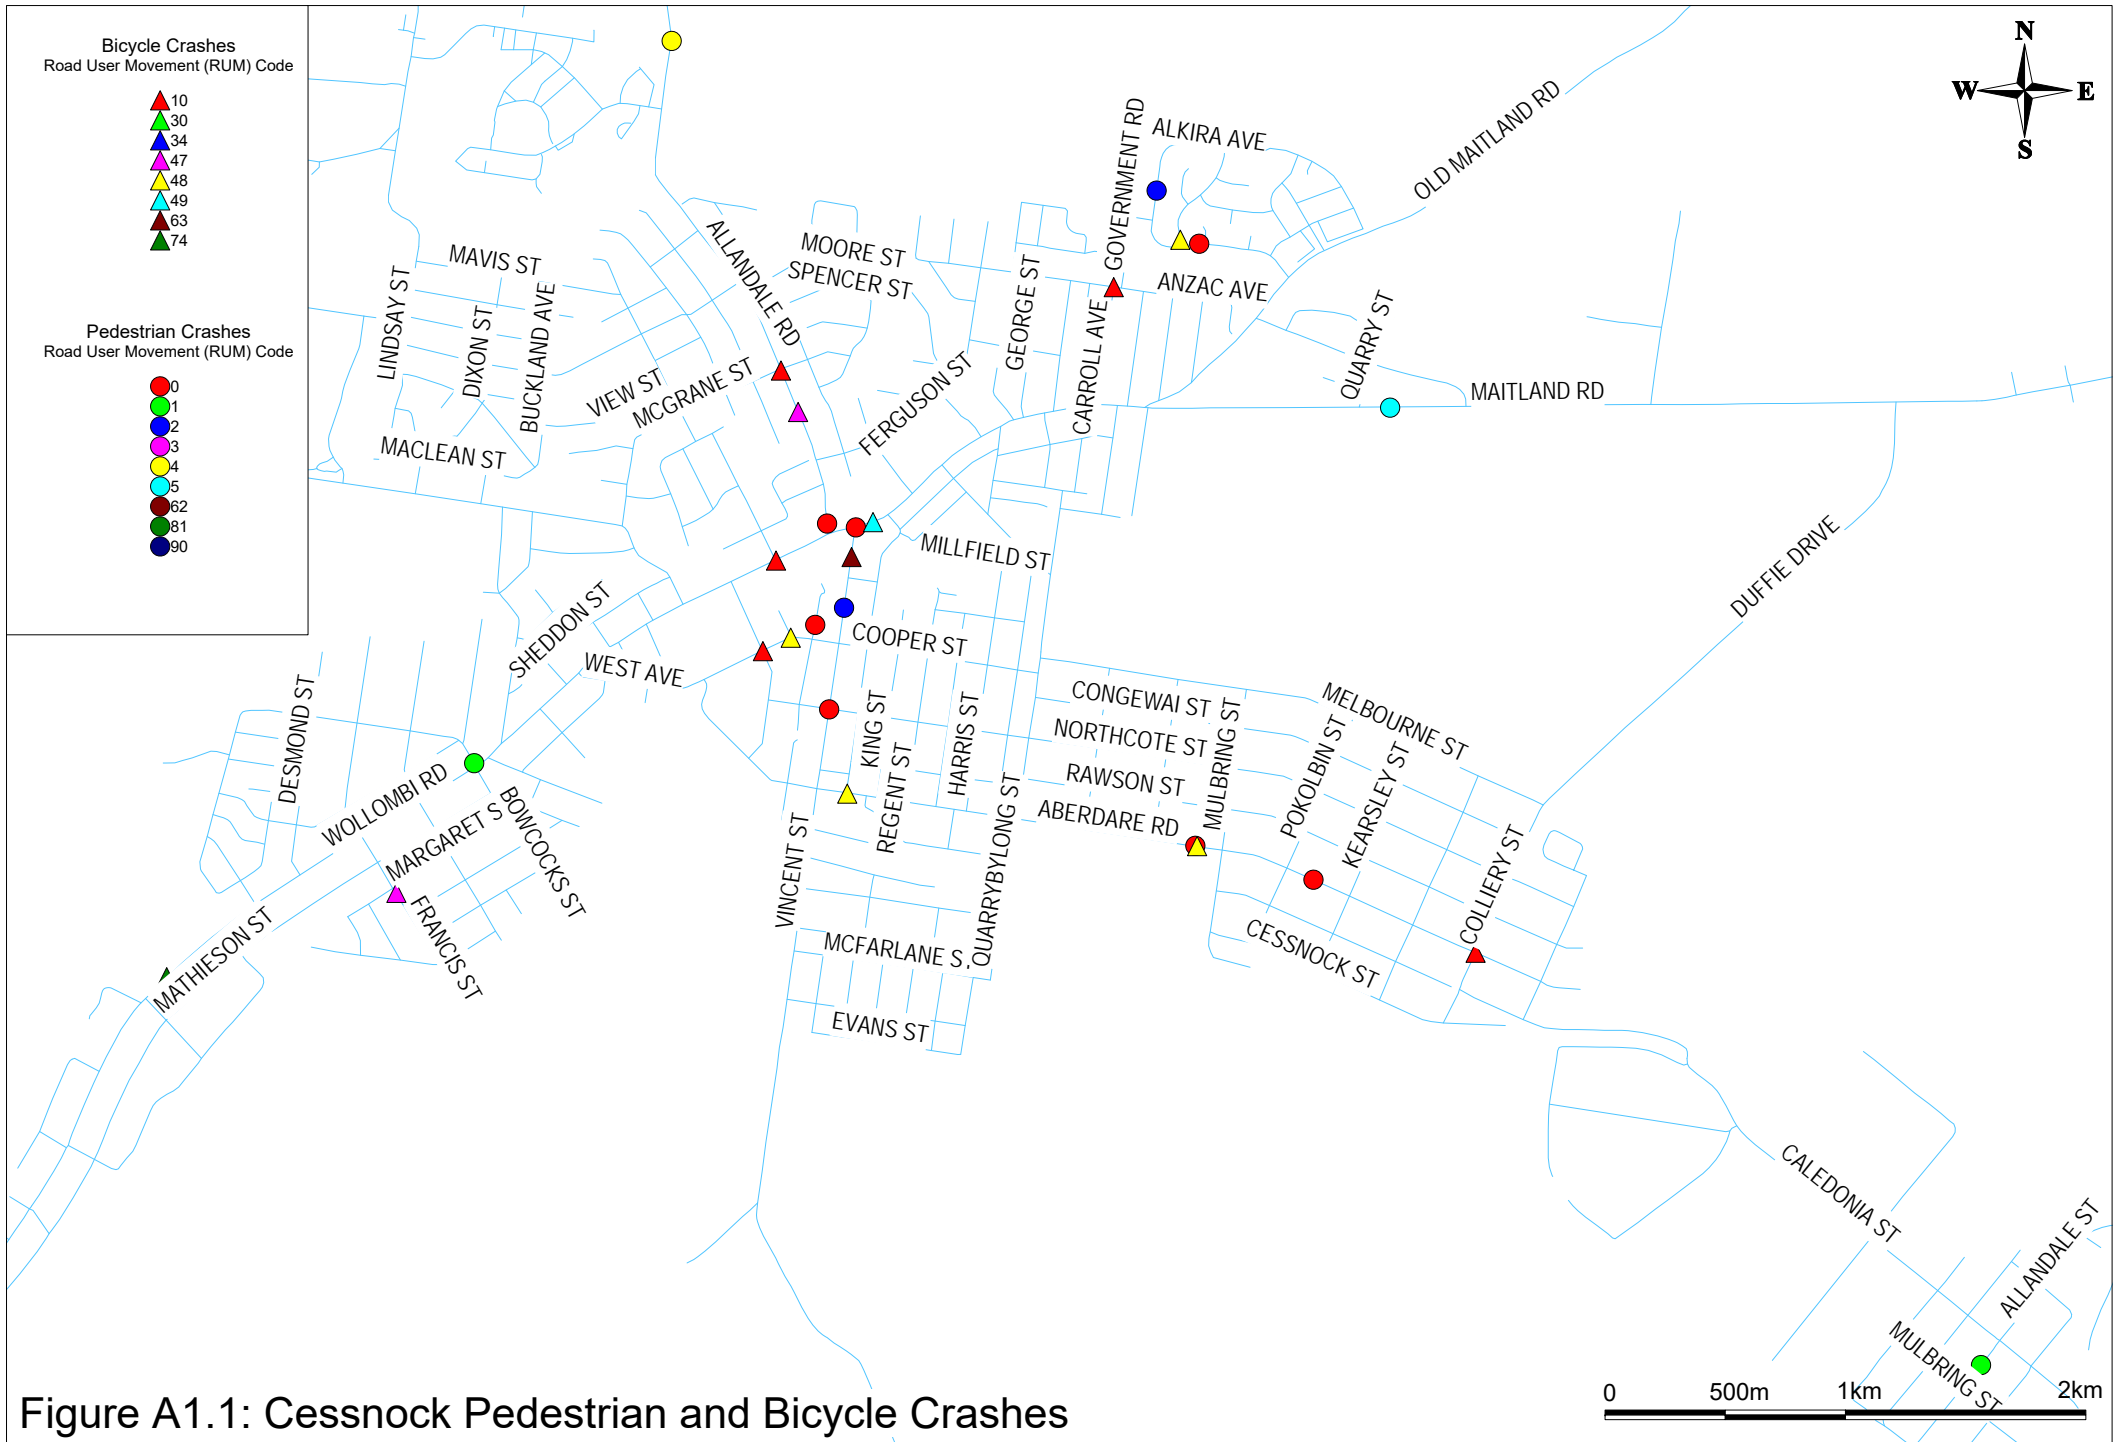 Bicycle Crashes
Road User Movement (RUM) Code
10
30
34
47
48
49
63
74
Pedestrian Crashes
Road User Movement (RUM) Code
0
1
2
3
4
5
62
81
90
N
W
E
S
ALKIRA AVE
GOVERNMENT RD
OLD MAITLAND RD
ALLANDALE RD
MOORE ST
SPENCER ST
MAVIS ST
LINDSAY ST
DIXON ST
BUCKLAND AVE
GEORGE ST
CARROLL AVE
ANZAC AVE
QUARRY ST
MAITLAND RD
VIEW ST
MCGRANE ST
FERGUSON ST
MACLEAN ST
MILLFIELD ST
DUFFIE DRIVE
SHEDDON ST
WEST AVE
COOPER ST
DESMOND ST
KING ST
REGENT ST
HARRIS ST
QUARRYBYLONG ST
CONGEWAI ST
NORTHCOTE ST
RAWSON ST
ABERDARE RD
MULBRING ST
MELBOURNE ST
POKOLBIN ST
KEARSLEY ST
COLLIERY ST
WOLLOMBI RD
MARGARET S
BOWCOCKS ST
FRANCIS ST
MATHIESON ST
VINCENT ST
MCFARLANE S
CESSNOCK ST
EVANS ST
CALEDONIA ST
ALLANDALE ST
MULBRING ST
0 500m 1km 2km
Figure A1.1: Cessnock Pedestrian and Bicycle Crashes